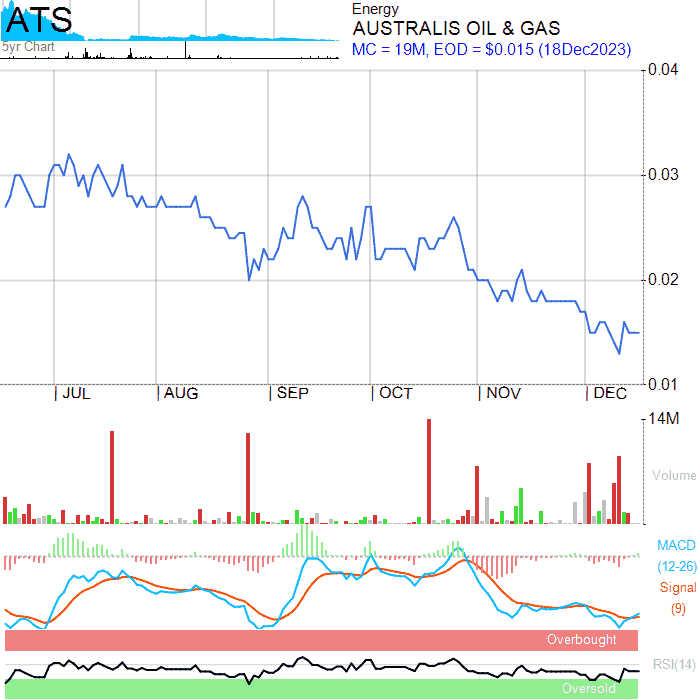 ATS
5yr Chart
Energy
AUSTRALIS OIL & GAS
MC = 19M, EOD = $0.015 (18Dec2023)
0.04
0.03
0.02
0.01
JUL AUG SEP OCT NOV DEC
14M
Volume
MACD
(12-26)
Signal
(9)
Overbought
RSI(14)
Oversold